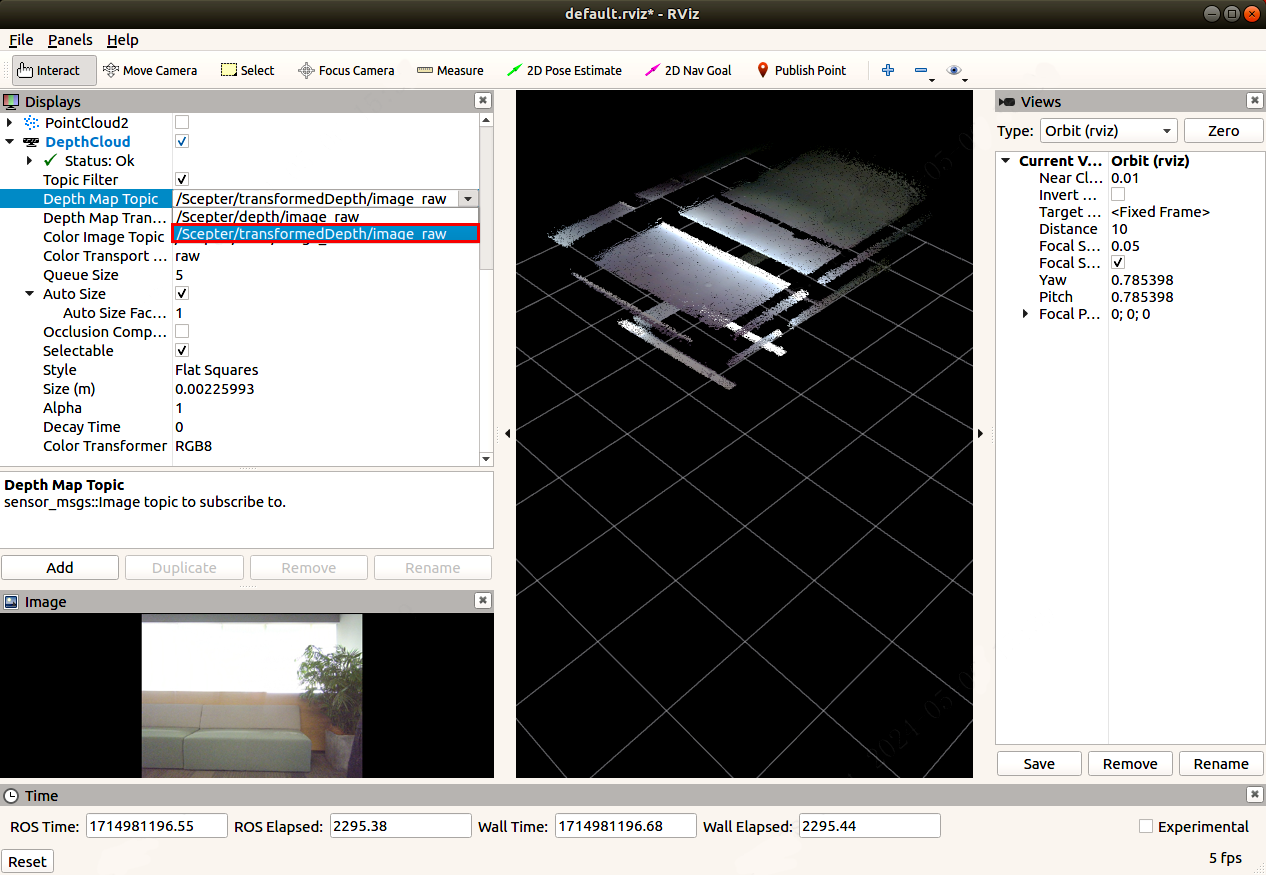 default.rviz* - RViz
File Panels Help
Interact Move Camera Select Focus Camera Measure 2D Pose Estimate 2D Nav Goal Publish Point
Displays
PointCloud2
DepthCloud
Status: Ok
Topic Filter
Depth Map Topic /Scepter/transformedDepth/image_raw
Depth Map Tran... /Scepter/depth/image_raw
Color Image Topic /Scepter/transformedDepth/image_raw
Color Transport ... raw
Queue Size 5
Auto Size
Auto Size Fac... 1
Occlusion Comp...
Selectable
Style Flat Squares
Size (m) 0.00225993
Alpha 1
Decay Time 0
Color Transformer RGB8
Depth Map Topic
sensor_msgs::Image topic to subscribe to.
Add Duplicate Remove Rename
Image
Views
Type: Orbit (rviz) Zero
Current V... Orbit (rviz)
Near Cl... 0.01
Invert ...
Target ... <Fixed Frame>
Distance 10
Focal S... 0.05
Focal S...
Yaw 0.785398
Pitch 0.785398
Focal P... 0; 0; 0
Save Remove Rename
Time
ROS Time: 1714981196.55 ROS Elapsed: 2295.38 Wall Time: 1714981196.68 Wall Elapsed: 2295.44 Experimental
Reset 5 fps